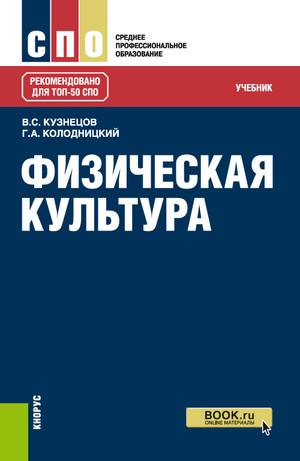 СПО
СРЕДНЕЕ
ПРОФЕССИОНАЛЬНОЕ
ОБРАЗОВАНИЕ
РЕКОМЕНДОВАНО
ДЛЯ ТОП-50 СПО
УЧЕБНИК
В.С. КУЗНЕЦОВ
Г.А. КОЛОДНИЦКИЙ
ФИЗИЧЕСКАЯ
КУЛЬТУРА
BOOK.ru
ONLINE МАТЕРИАЛЫ
КНОРУС